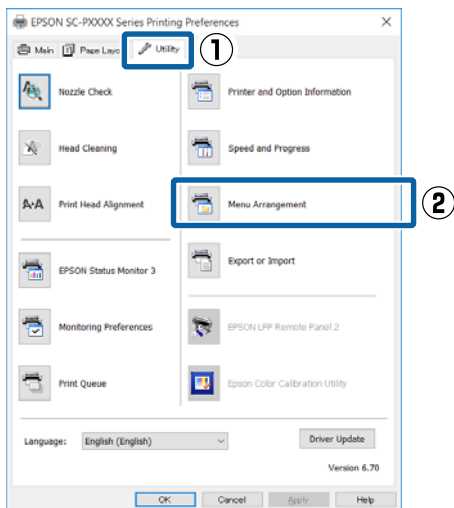 EPSON SC-PXXXX Series Printing Preferences
Main
Page Layo
Utility
1
Nozzle Check
Printer and Option Information
Head Cleaning
Speed and Progress
A·A
Print Head Alignment
Menu Arrangement
2
EPSON Status Monitor 3
Export or Import
Monitoring Preferences
EPSON LFP Remote Panel 2
Print Queue
Epson Color Calibration Utility
Language:
English (English)
Driver Update
Version 6.70
OK
Cancel
Apply
Help